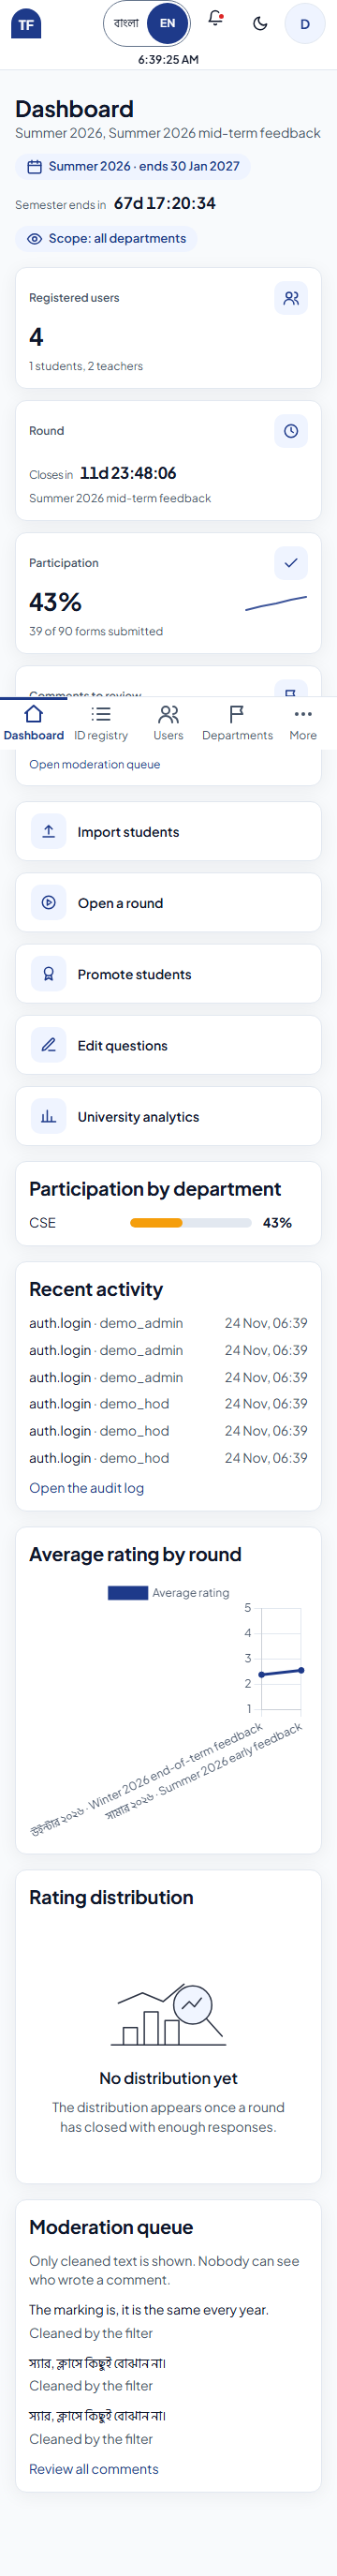 TF
বাংলা
EN
D
6:39:25 AM
Dashboard
Summer 2026, Summer 2026 mid-term feedback
Summer 2026 · ends 30 Jan 2027
Semester ends in 67d 17:20:34
Scope: all departments
Registered users
4
1 students, 2 teachers
Round
Closes in 11d 23:48:06
Summer 2026 mid-term feedback
Participation
43%
39 of 90 forms submitted
Comments to review
Dashboard
ID registry
Users
Departments
More
Open moderation queue
Import students
Open a round
Promote students
Edit questions
University analytics
Participation by department
CSE 43%
Recent activity
auth.login · demo_admin 24 Nov, 06:39
auth.login · demo_admin 24 Nov, 06:39
auth.login · demo_admin 24 Nov, 06:39
auth.login · demo_hod 24 Nov, 06:39
auth.login · demo_hod 24 Nov, 06:39
auth.login · demo_hod 24 Nov, 06:39
Open the audit log
Average rating by round
Average rating
5
4
3
2
1
উইন্টার ২০২৬ · Winter 2026 end-of-term feedback
সামার ২০২৬ · Summer 2026 early feedback
Rating distribution
No distribution yet
The distribution appears once a round
has closed with enough responses.
Moderation queue
Only cleaned text is shown. Nobody can see
who wrote a comment.
The marking is, it is the same every year.
Cleaned by the filter
স্যার, ক্লাসে কিছুই বোঝান না।
Cleaned by the filter
স্যার, ক্লাসে কিছুই বোঝান না।
Cleaned by the filter
Review all comments